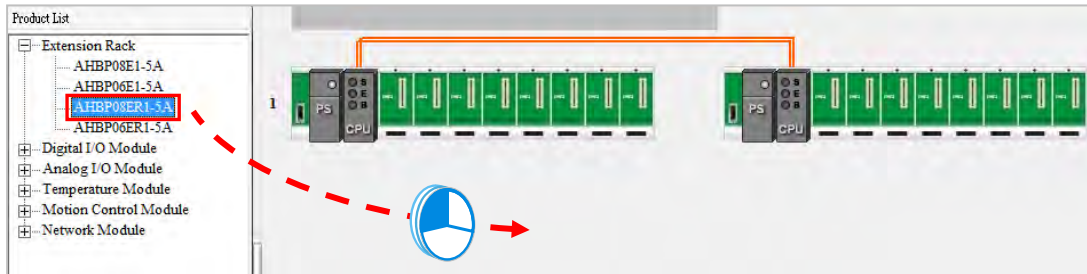 Product List
Extension Rack
AHBP08E1-5A
AHBP06E1-5A
AHBP08ER1-5A
AHBP06ER1-5A
Digital I/O Module
Analog I/O Module
Temperature Module
Motion Control Module
Network Module
1
PS
S
E
B
CPU
PS
S
E
B
CPU